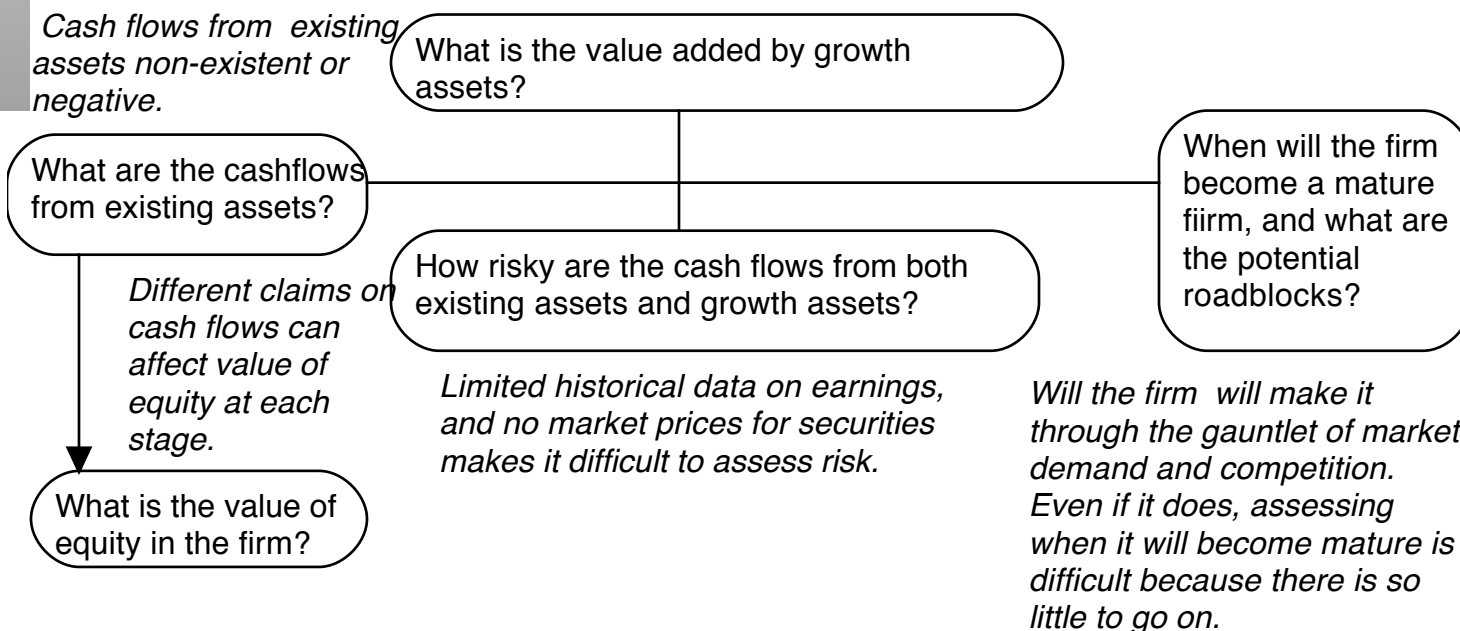 Cash flows from existing
assets non-existent or
negative.
What is the value added by growth
assets?
What are the cashflows
from existing assets?
When will the firm
become a mature
fiirm, and what are
the potential
roadblocks?
How risky are the cash flows from both
existing assets and growth assets?
Different claims on
cash flows can
affect value of
equity at each
stage.
Limited historical data on earnings,
and no market prices for securities
makes it difficult to assess risk.
Will the firm will make it
through the gauntlet of market
demand and competition.
Even if it does, assessing
when it will become mature is
difficult because there is so
little to go on.
What is the value of
equity in the firm?